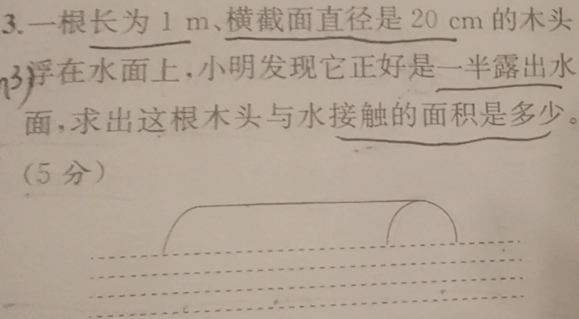 3. 一根长为 1 m、横截面直径是 20 cm 的木头
浮在水面上,小明发现它正好是一半露出水
面,求出这根木头与水接触的面积是多少。
(5 分)